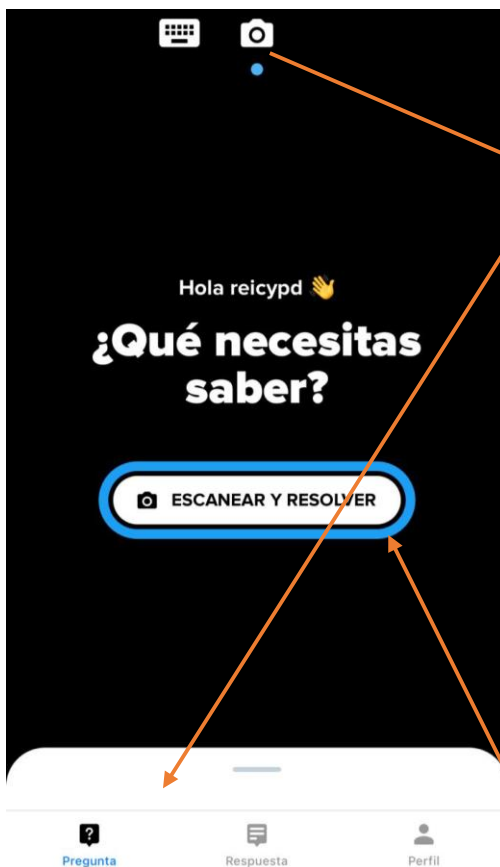 Hola reicypd 👋
¿Qué necesitas
saber?
ESCANEAR Y RESOLVER
Pregunta
Respuesta
Perfil